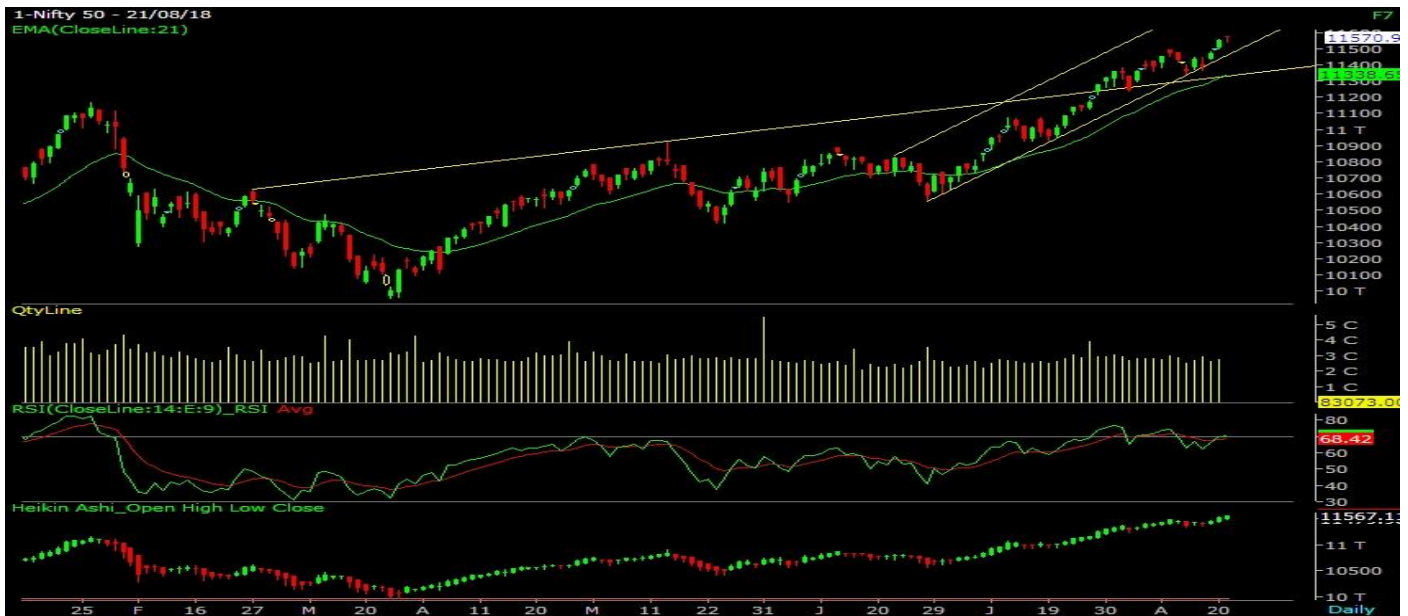 1-Nifty 50 - 21/08/18
F7
EMA(CloseLine:21)
11570.9
11500
11400
11338.65
11200
11100
11 T
10900
10800
10700
10600
10500
10400
10300
10200
10100
10 T
QtyLine
5 C
4 C
3 C
2 C
1 C
83073.00
RSI(CloseLine:14:E:9)_RSI Avg
80
68.42
60
50
40
30
Heikin Ashi_Open High Low Close
11567.11
11 T
10500
10 T
25 F 16 27 M 20 A 11 20 M 11 22 31 J 20 29 J 19 30 A 20 Daily